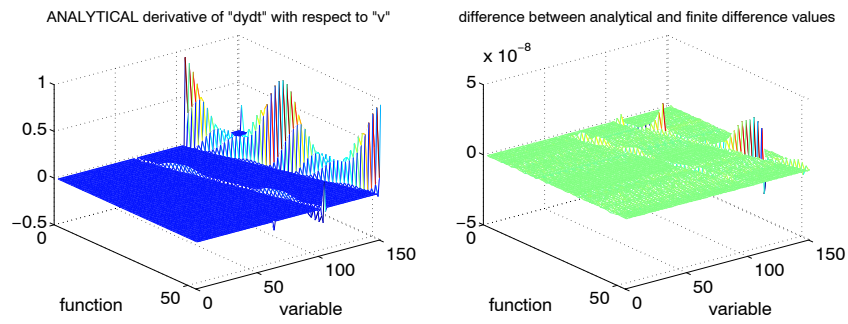 ANALYTICAL derivative of "dydt" with respect to "v"
1
0.5
0
−0.5
0
50
function
0
50
100
150
variable
difference between analytical and finite difference values
x 10⁻⁸
5
0
−5
0
50
function
0
50
100
150
variable